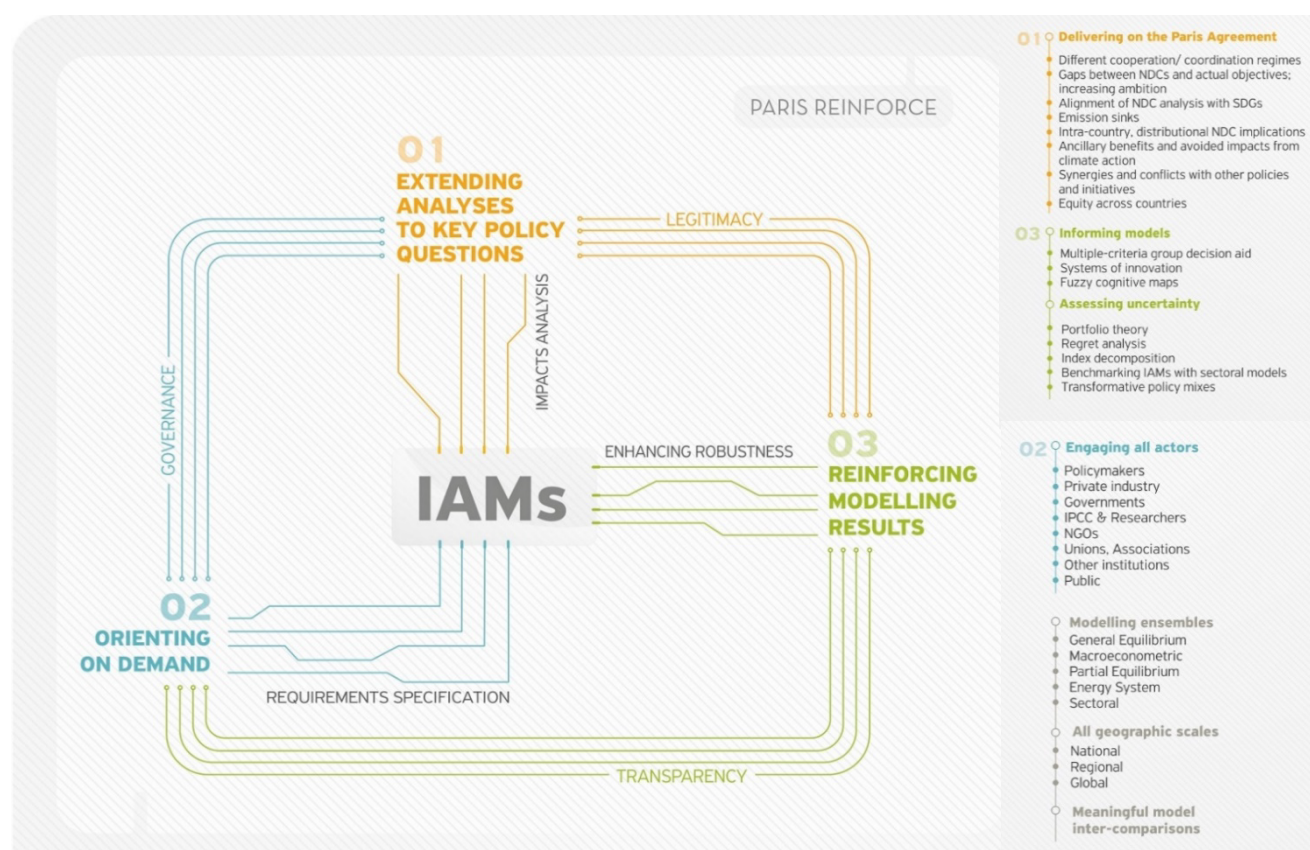 PARIS REINFORCE
01
EXTENDING
ANALYSES
TO KEY POLICY
QUESTIONS
LEGITIMACY
IMPACTS ANALYSIS
GOVERNANCE
IAMs
ENHANCING ROBUSTNESS
03
REINFORCING
MODELLING
RESULTS
02
ORIENTING
ON DEMAND
REQUIREMENTS SPECIFICATION
TRANSPARENCY
01 Delivering on the Paris Agreement
Different cooperation/ coordination regimes
Gaps between NDCs and actual objectives;
increasing ambition
Alignment of NDC analysis with SDGs
Emission sinks
Intra-country, distributional NDC implications
Ancillary benefits and avoided impacts from
climate action
Synergies and conflicts with other policies
and initiatives
Equity across countries
03 Informing models
Multiple-criteria group decision aid
Systems of innovation
Fuzzy cognitive maps
Assessing uncertainty
Portfolio theory
Regret analysis
Index decomposition
Benchmarking IAMs with sectoral models
Transformative policy mixes
02 Engaging all actors
Policymakers
Private industry
Governments
IPCC & Researchers
NGOs
Unions, Associations
Other institutions
Public
Modelling ensembles
General Equilibrium
Macroeconometric
Partial Equilibrium
Energy System
Sectoral
All geographic scales
National
Regional
Global
Meaningful model
inter-comparisons